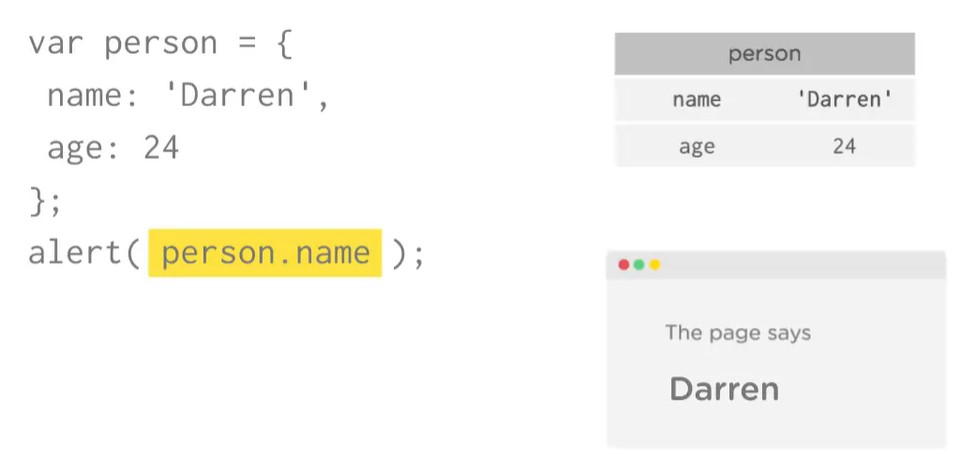 var person = {
name: 'Darren',
age: 24
};
alert( person.name );
person
name 'Darren'
age 24
The page says
Darren